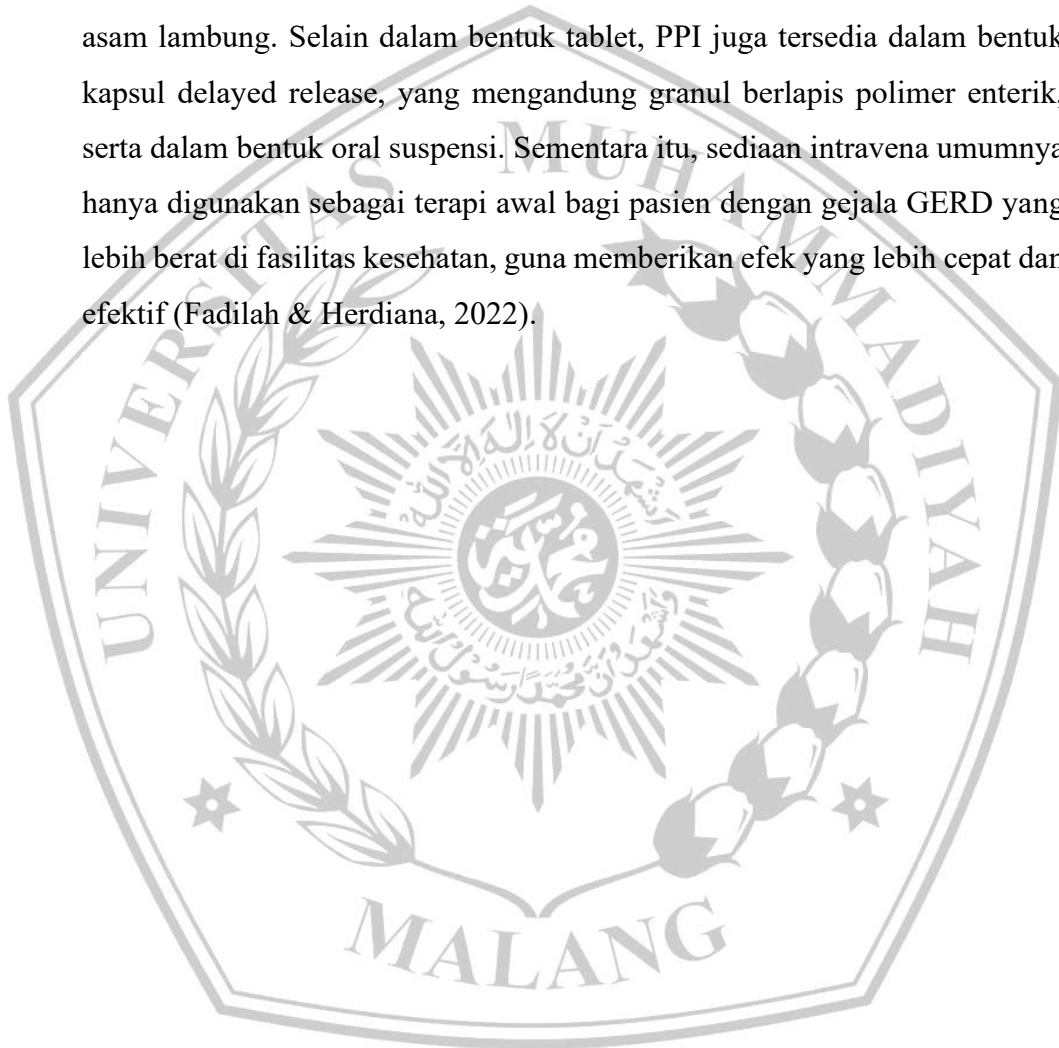 asam lambung. Selain dalam bentuk tablet, PPI juga tersedia dalam bentuk
kapsul delayed release, yang mengandung granul berlapis polimer enterik,
serta dalam bentuk oral suspensi. Sementara itu, sediaan intravena umumnya
hanya digunakan sebagai terapi awal bagi pasien dengan gejala GERD yang
lebih berat di fasilitas kesehatan, guna memberikan efek yang lebih cepat dan
efektif (Fadilah & Herdiana, 2022).
UNIVERSITAS MUHAMMADIYAH
MALANG